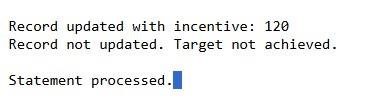 Record updated with incentive: 120
Record not updated. Target not achieved.
Statement processed.